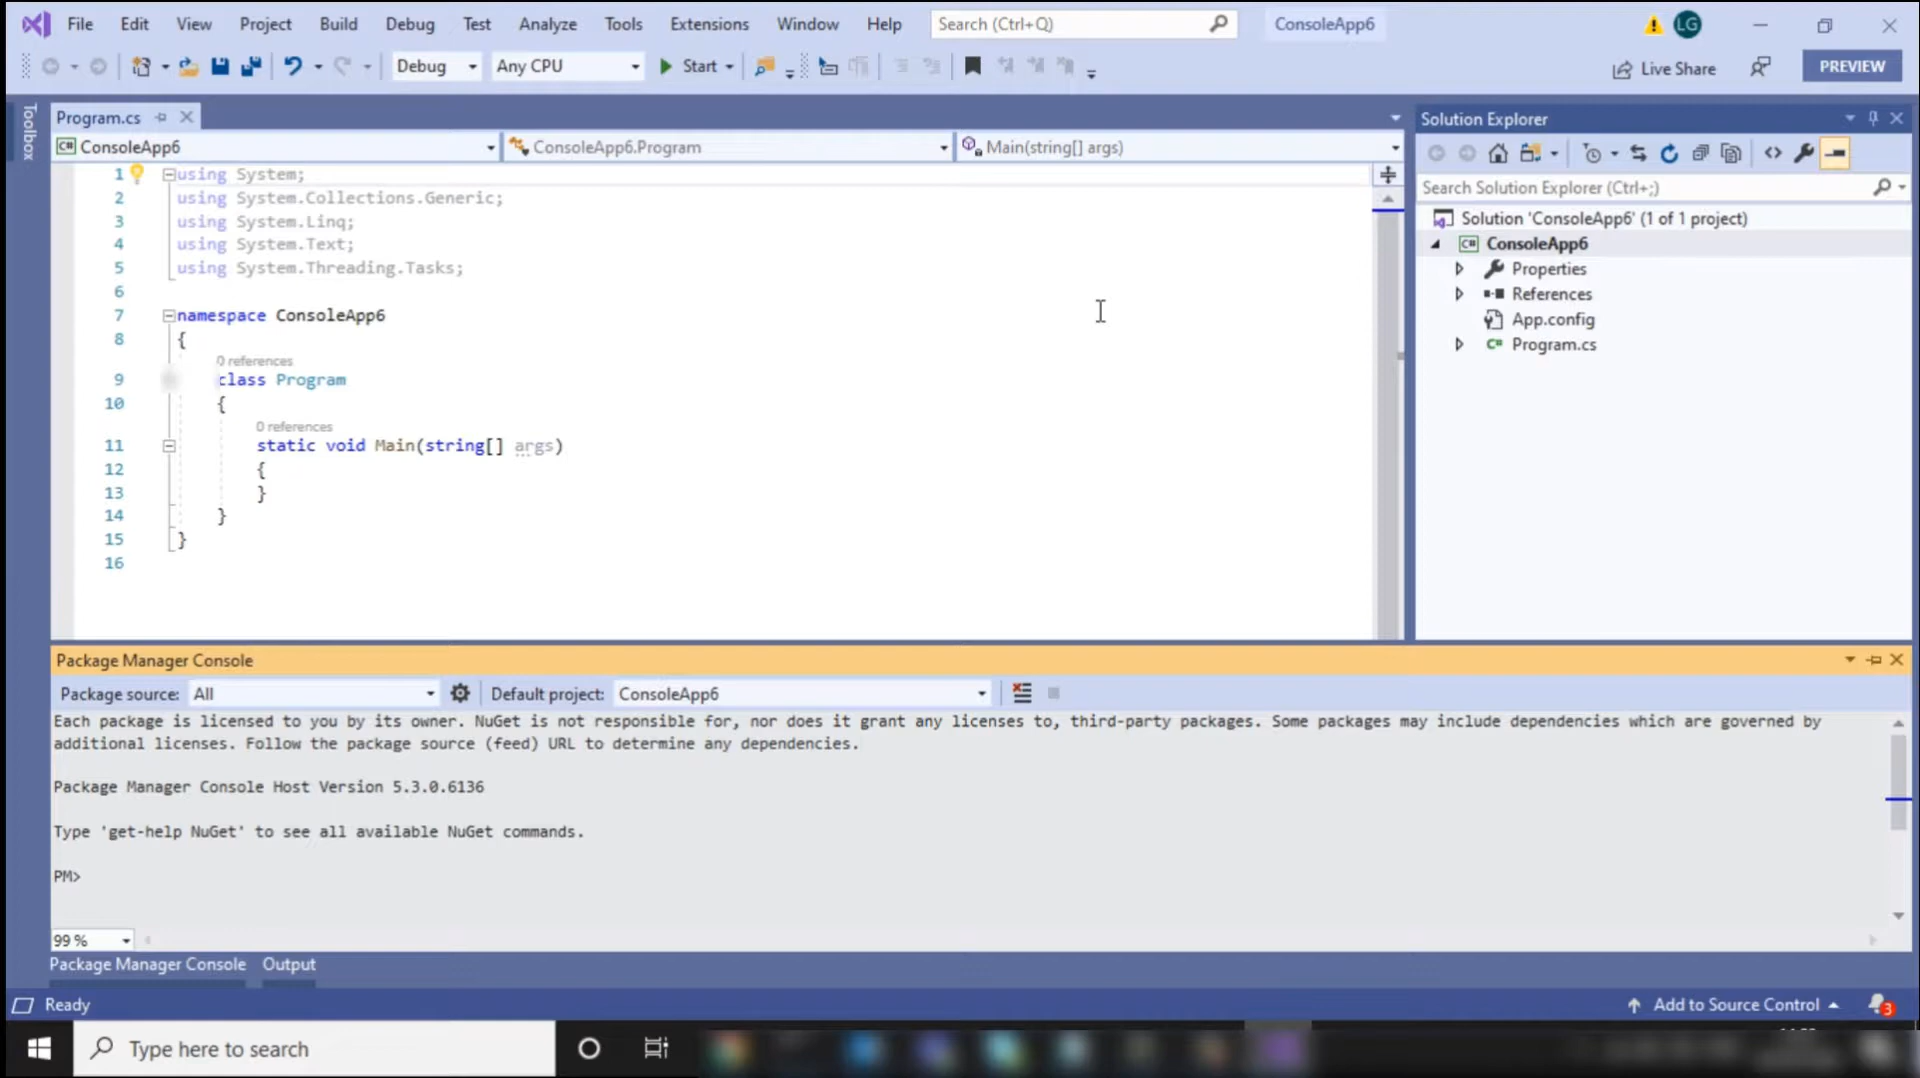 File Edit View Project Build Debug Test Analyze Tools Extensions Window Help Search (Ctrl+Q) ConsoleApp6 LG
Debug Any CPU Start Live Share PREVIEW
Toolbox
Program.cs
ConsoleApp6 ConsoleApp6.Program Main(string[] args)
1 using System;
2 using System.Collections.Generic;
3 using System.Linq;
4 using System.Text;
5 using System.Threading.Tasks;
6
7 namespace ConsoleApp6
8 {
0 references
9 class Program
10 {
0 references
11 static void Main(string[] args)
12 {
13 }
14 }
15 }
16
Solution Explorer
Search Solution Explorer (Ctrl+;)
Solution 'ConsoleApp6' (1 of 1 project)
C# ConsoleApp6
Properties
References
App.config
C# Program.cs
Package Manager Console
Package source: All Default project: ConsoleApp6
Each package is licensed to you by its owner. NuGet is not responsible for, nor does it grant any licenses to, third-party packages. Some packages may include dependencies which are governed by
additional licenses. Follow the package source (feed) URL to determine any dependencies.
Package Manager Console Host Version 5.3.0.6136
Type 'get-help NuGet' to see all available NuGet commands.
PM>
99 %
Package Manager Console Output
Ready Add to Source Control 3
Type here to search